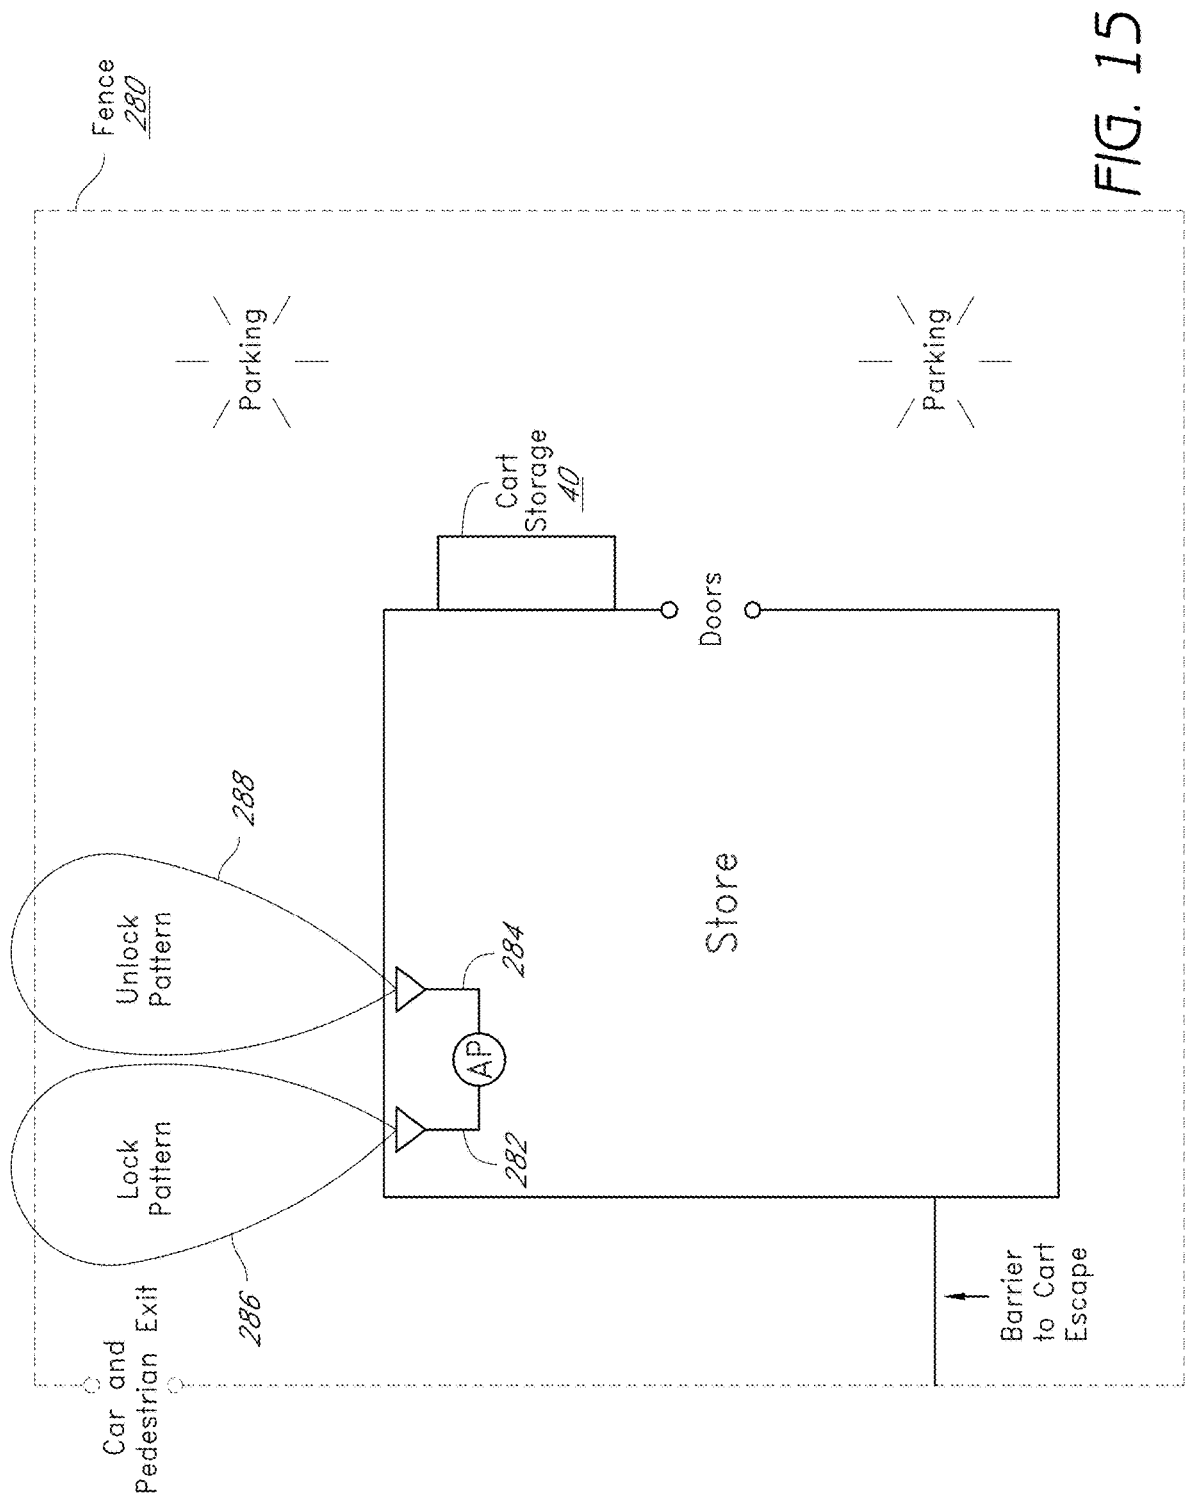 Car and
Pedestrian Exit
286
Lock
Pattern
Unlock
Pattern
288
Parking
Fence
280
282
AP
284
Cart
Storage
40
Store
Doors
Barrier
to Cart
Escape
Parking
FIG. 15